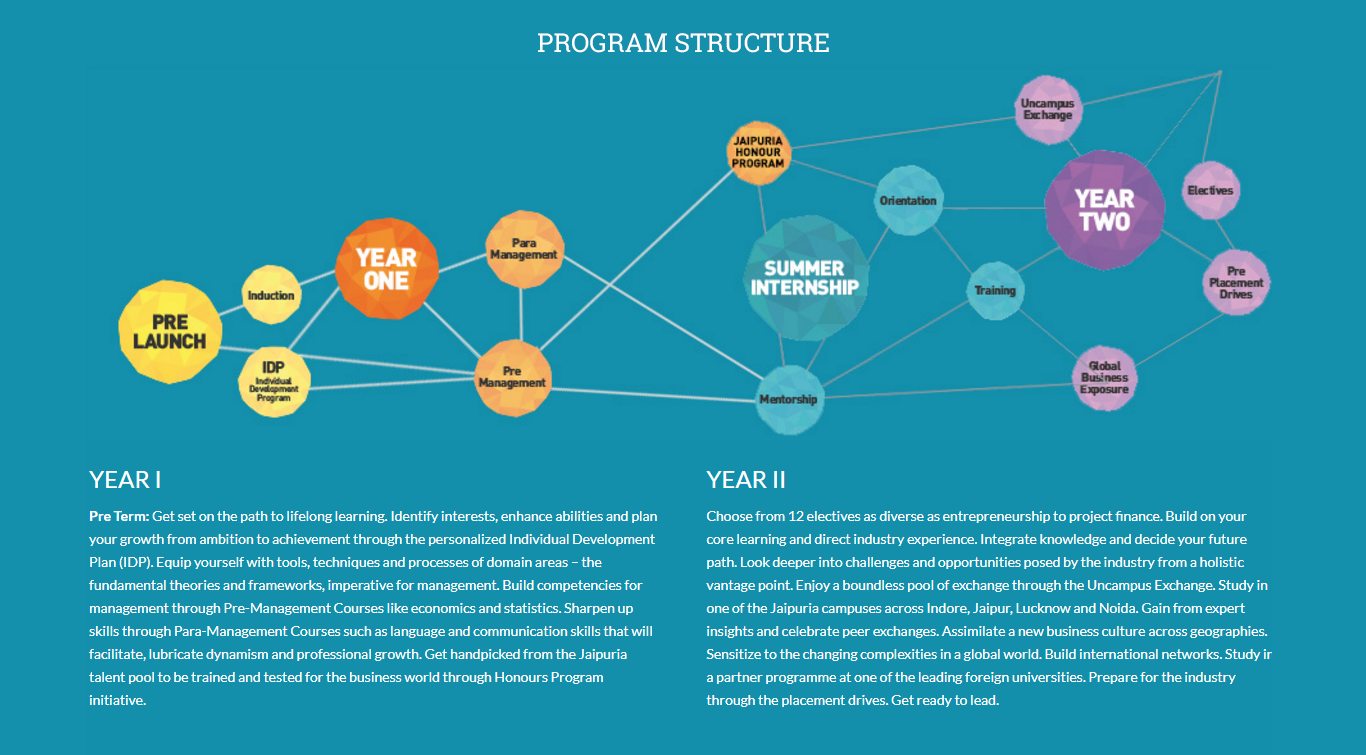 PROGRAM STRUCTURE
PRE
LAUNCH
Induction
IDP
Individual
Development
Program
YEAR
ONE
Para
Management
Pre
Management
JAIPURIA
HONOUR
PROGRAM
SUMMER
INTERNSHIP
Mentorship
Orientation
Training
Uncampus
Exchange
YEAR
TWO
Electives
Pre
Placement
Drives
Global
Business
Exposure
YEAR I
Pre Term: Get set on the path to lifelong learning. Identify interests, enhance abilities and plan
your growth from ambition to achievement through the personalized Individual Development
Plan (IDP). Equip yourself with tools, techniques and processes of domain areas – the
fundamental theories and frameworks, imperative for management. Build competencies for
management through Pre-Management Courses like economics and statistics. Sharpen up
skills through Para-Management Courses such as language and communication skills that will
facilitate, lubricate dynamism and professional growth. Get handpicked from the Jaipuria
talent pool to be trained and tested for the business world through Honours Program
initiative.
YEAR II
Choose from 12 electives as diverse as entrepreneurship to project finance. Build on your
core learning and direct industry experience. Integrate knowledge and decide your future
path. Look deeper into challenges and opportunities posed by the industry from a holistic
vantage point. Enjoy a boundless pool of exchange through the Uncampus Exchange. Study in
one of the Jaipuria campuses across Indore, Jaipur, Lucknow and Noida. Gain from expert
insights and celebrate peer exchanges. Assimilate a new business culture across geographies.
Sensitize to the changing complexities in a global world. Build international networks. Study in
a partner programme at one of the leading foreign universities. Prepare for the industry
through the placement drives. Get ready to lead.